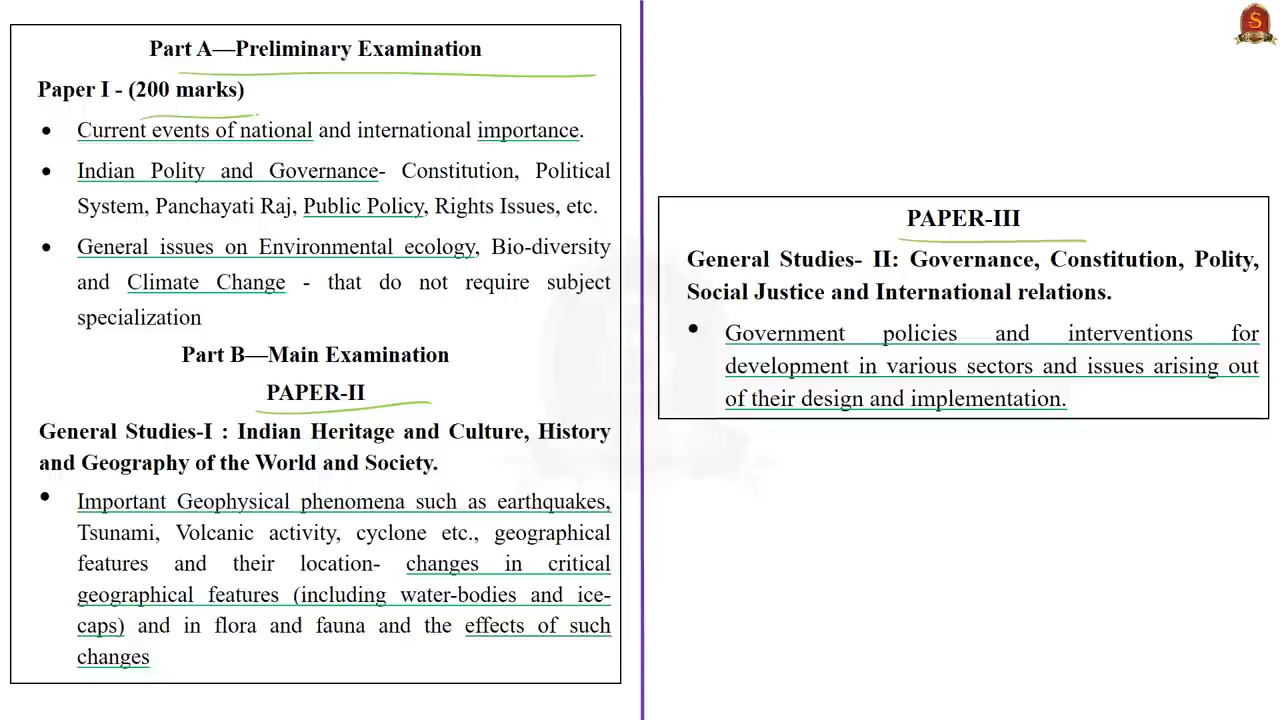 Part A—Preliminary Examination
Paper I - (200 marks)
• Current events of national and international importance.
• Indian Polity and Governance- Constitution, Political
System, Panchayati Raj, Public Policy, Rights Issues, etc.
• General issues on Environmental ecology, Bio-diversity
and Climate Change - that do not require subject
specialization
Part B—Main Examination
PAPER-II
General Studies-I : Indian Heritage and Culture, History
and Geography of the World and Society.
• Important Geophysical phenomena such as earthquakes,
Tsunami, Volcanic activity, cyclone etc., geographical
features and their location- changes in critical
geographical features (including water-bodies and ice-
caps) and in flora and fauna and the effects of such
changes
PAPER-III
General Studies- II: Governance, Constitution, Polity,
Social Justice and International relations.
• Government policies and interventions for
development in various sectors and issues arising out
of their design and implementation.
S